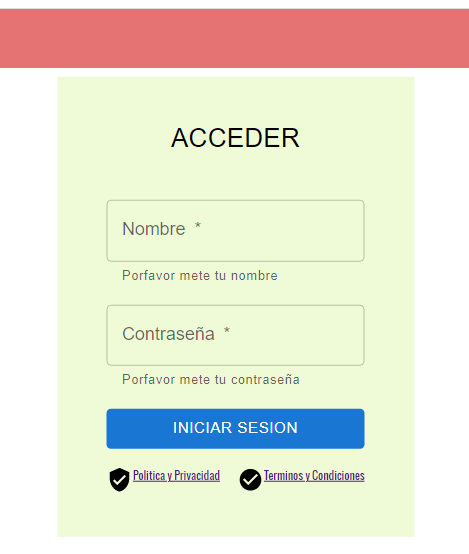 ACCEDER
Nombre *
Porfavor mete tu nombre
Contraseña *
Porfavor mete tu contraseña
INICIAR SESION
Politica y Privacidad
Terminos y Condiciones